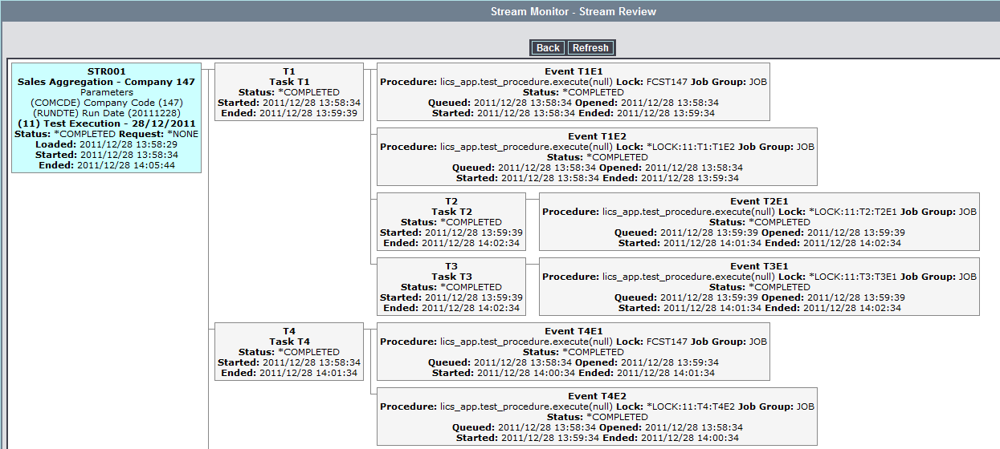 Stream Monitor - Stream Review
Back Refresh
STR001
Sales Aggregation - Company 147
Parameters
(COMCDE) Company Code (147)
(RUNDTE) Run Date (20111228)
(11) Test Execution - 28/12/2011
Status: *COMPLETED Request: *NONE
Loaded: 2011/12/28 13:58:29
Started: 2011/12/28 13:58:34
Ended: 2011/12/28 14:05:44
T1
Task T1
Status: *COMPLETED
Started: 2011/12/28 13:58:34
Ended: 2011/12/28 13:59:39
Event T1E1
Procedure: lics_app.test_procedure.execute(null) Lock: FCST147 Job Group: JOB
Status: *COMPLETED
Queued: 2011/12/28 13:58:34 Opened: 2011/12/28 13:58:34
Started: 2011/12/28 13:58:34 Ended: 2011/12/28 13:59:34
Event T1E2
Procedure: lics_app.test_procedure.execute(null) Lock: *LOCK:11:T1:T1E2 Job Group: JOB
Status: *COMPLETED
Queued: 2011/12/28 13:58:34 Opened: 2011/12/28 13:58:34
Started: 2011/12/28 13:58:34 Ended: 2011/12/28 13:59:34
T2
Task T2
Status: *COMPLETED
Started: 2011/12/28 13:59:39
Ended: 2011/12/28 14:02:34
Event T2E1
Procedure: lics_app.test_procedure.execute(null) Lock: *LOCK:11:T2:T2E1 Job Group: JOB
Status: *COMPLETED
Queued: 2011/12/28 13:59:39 Opened: 2011/12/28 13:59:39
Started: 2011/12/28 14:01:34 Ended: 2011/12/28 14:02:34
T3
Task T3
Status: *COMPLETED
Started: 2011/12/28 13:59:39
Ended: 2011/12/28 14:02:34
Event T3E1
Procedure: lics_app.test_procedure.execute(null) Lock: *LOCK:11:T3:T3E1 Job Group: JOB
Status: *COMPLETED
Queued: 2011/12/28 13:59:39 Opened: 2011/12/28 13:59:39
Started: 2011/12/28 14:01:34 Ended: 2011/12/28 14:02:34
T4
Task T4
Status: *COMPLETED
Started: 2011/12/28 13:58:34
Ended: 2011/12/28 14:01:34
Event T4E1
Procedure: lics_app.test_procedure.execute(null) Lock: FCST147 Job Group: JOB
Status: *COMPLETED
Queued: 2011/12/28 13:58:34 Opened: 2011/12/28 13:59:34
Started: 2011/12/28 14:00:34 Ended: 2011/12/28 14:01:34
Event T4E2
Procedure: lics_app.test_procedure.execute(null) Lock: *LOCK:11:T4:T4E2 Job Group: JOB
Status: *COMPLETED
Queued: 2011/12/28 13:58:34 Opened: 2011/12/28 13:58:34
Started: 2011/12/28 13:59:34 Ended: 2011/12/28 14:00:34